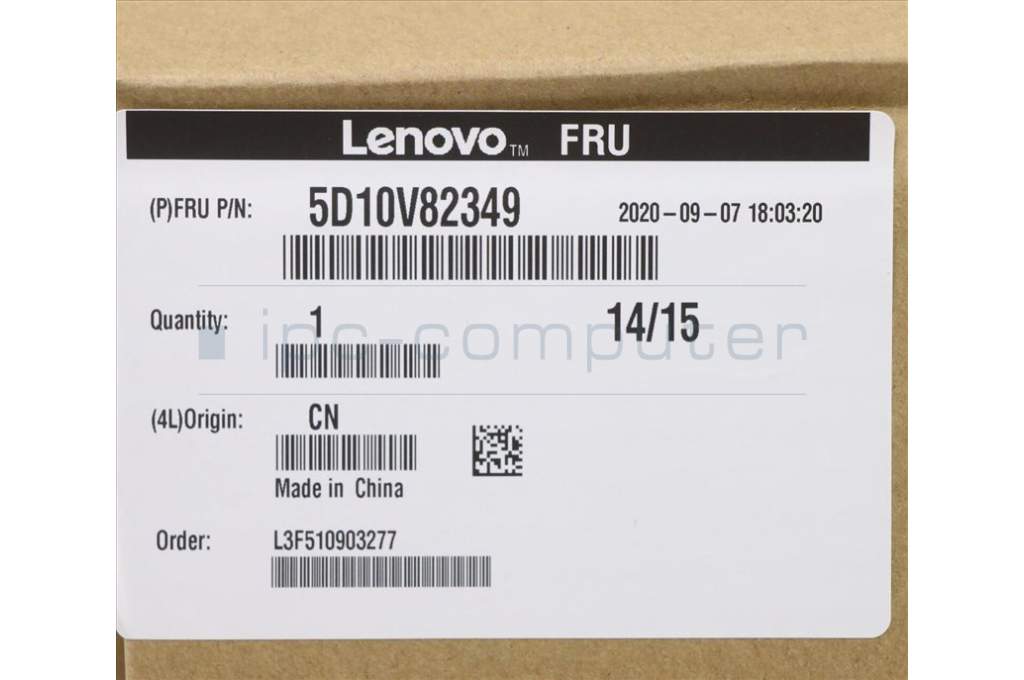 Lenovo™ FRU
(P)FRU P/N: 5D10V82349 2020-09-07 18:03:20
Quantity: 1 14/15
ipc-computer
(4L)Origin: CN
Made in China
Order: L3F510903277